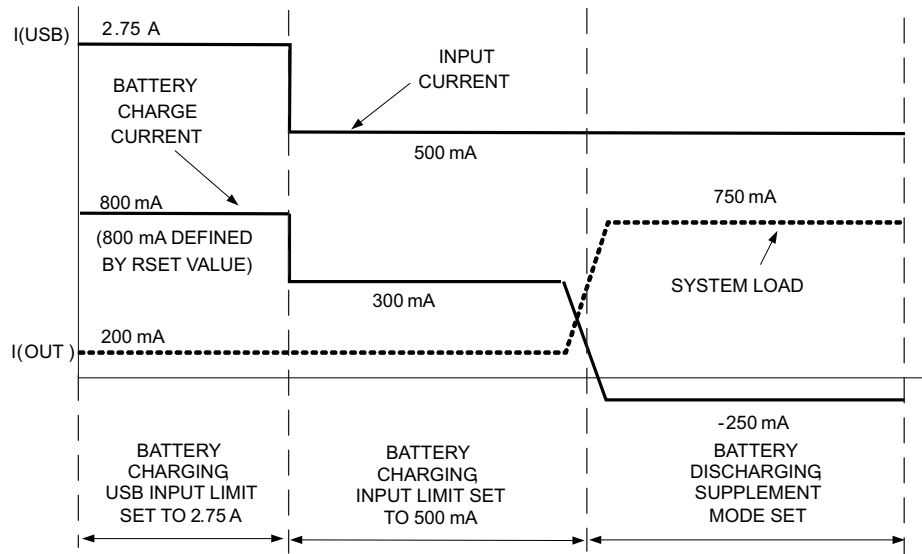 I(USB)
2.75 A
INPUT
CURRENT
BATTERY
CHARGE
CURRENT
500 mA
800 mA
(800 mA DEFINED
BY RSET VALUE)
750 mA
SYSTEM LOAD
300 mA
I(OUT)
200 mA
-250 mA
BATTERY
CHARGING,
USB INPUT LIMIT
SET TO 2.75 A
BATTERY
CHARGING,
INPUT LIMIT SET
TO 500 mA
BATTERY
DISCHARGING,
SUPPLEMENT
MODE SET